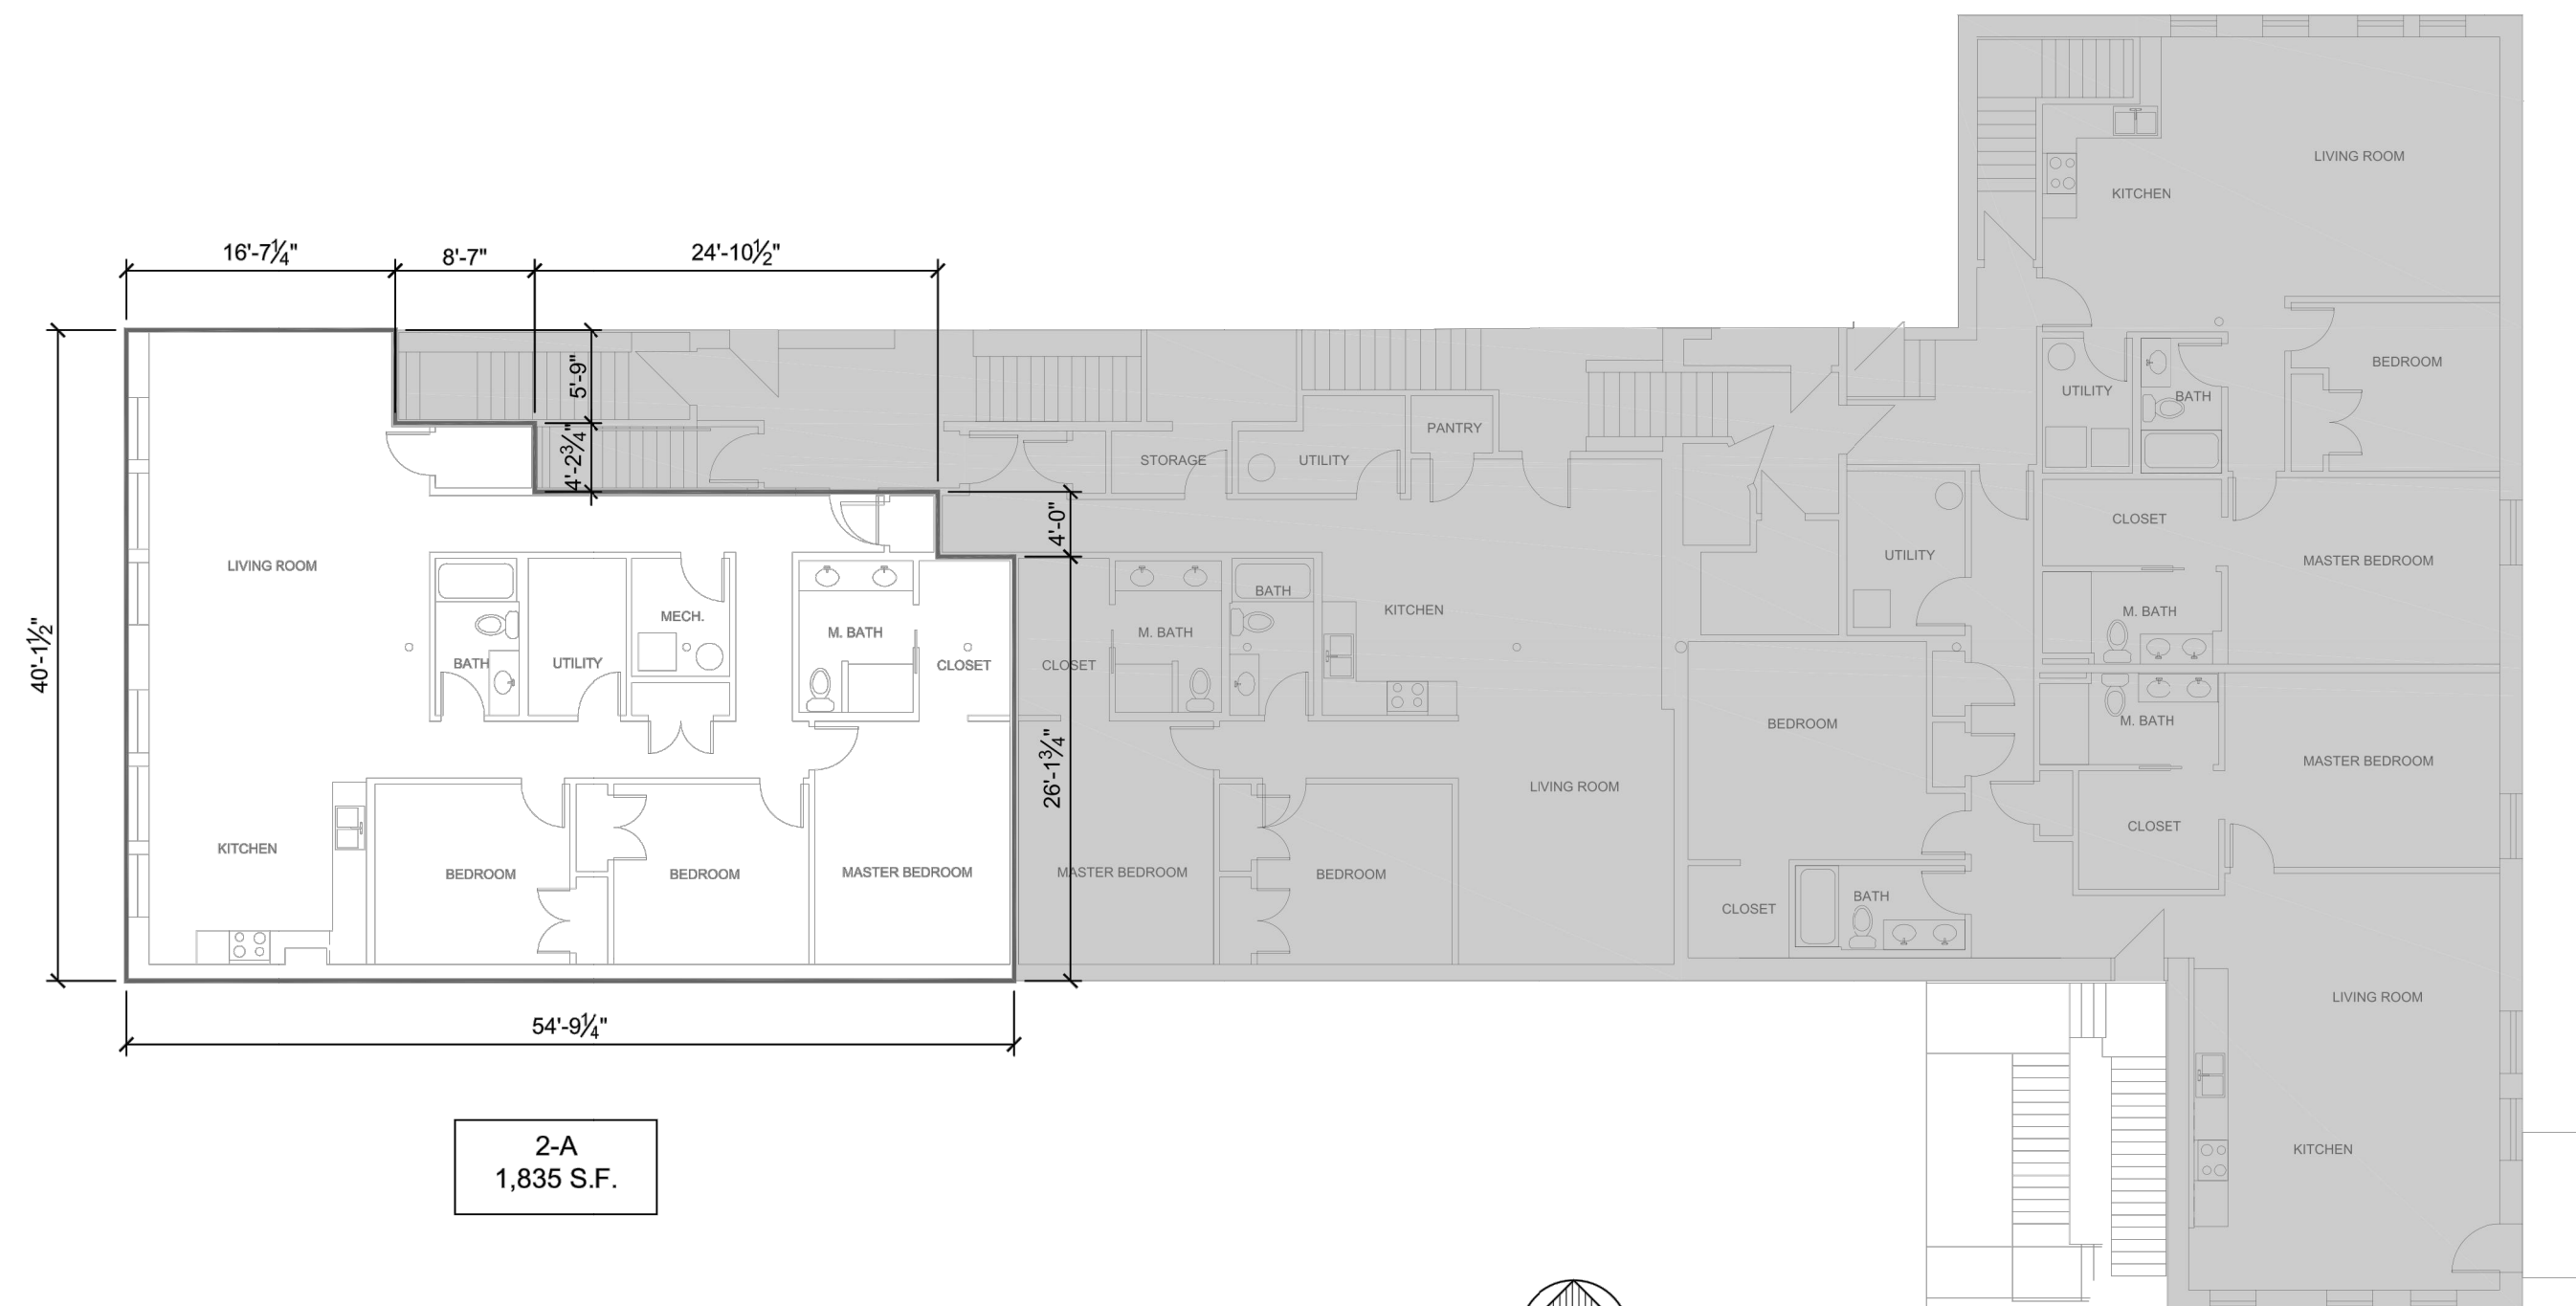 LIVING ROOM
KITCHEN
16'-7¼"
8'-7"
24'-10½"
5'-9"
4'-2¾"
BEDROOM
UTILITY
BATH
PANTRY
STORAGE
UTILITY
4'-0"
CLOSET
MASTER BEDROOM
UTILITY
LIVING ROOM
BATH
KITCHEN
M. BATH
MECH.
M. BATH
M. BATH
40'-1½"
BATH
UTILITY
CLOSET
CLOSET
BEDROOM
M. BATH
MASTER BEDROOM
26'-1¾"
LIVING ROOM
CLOSET
KITCHEN
BEDROOM
BEDROOM
MASTER BEDROOM
MASTER BEDROOM
BEDROOM
CLOSET
BATH
LIVING ROOM
54'-9¼"
KITCHEN
2-A
1,835 S.F.